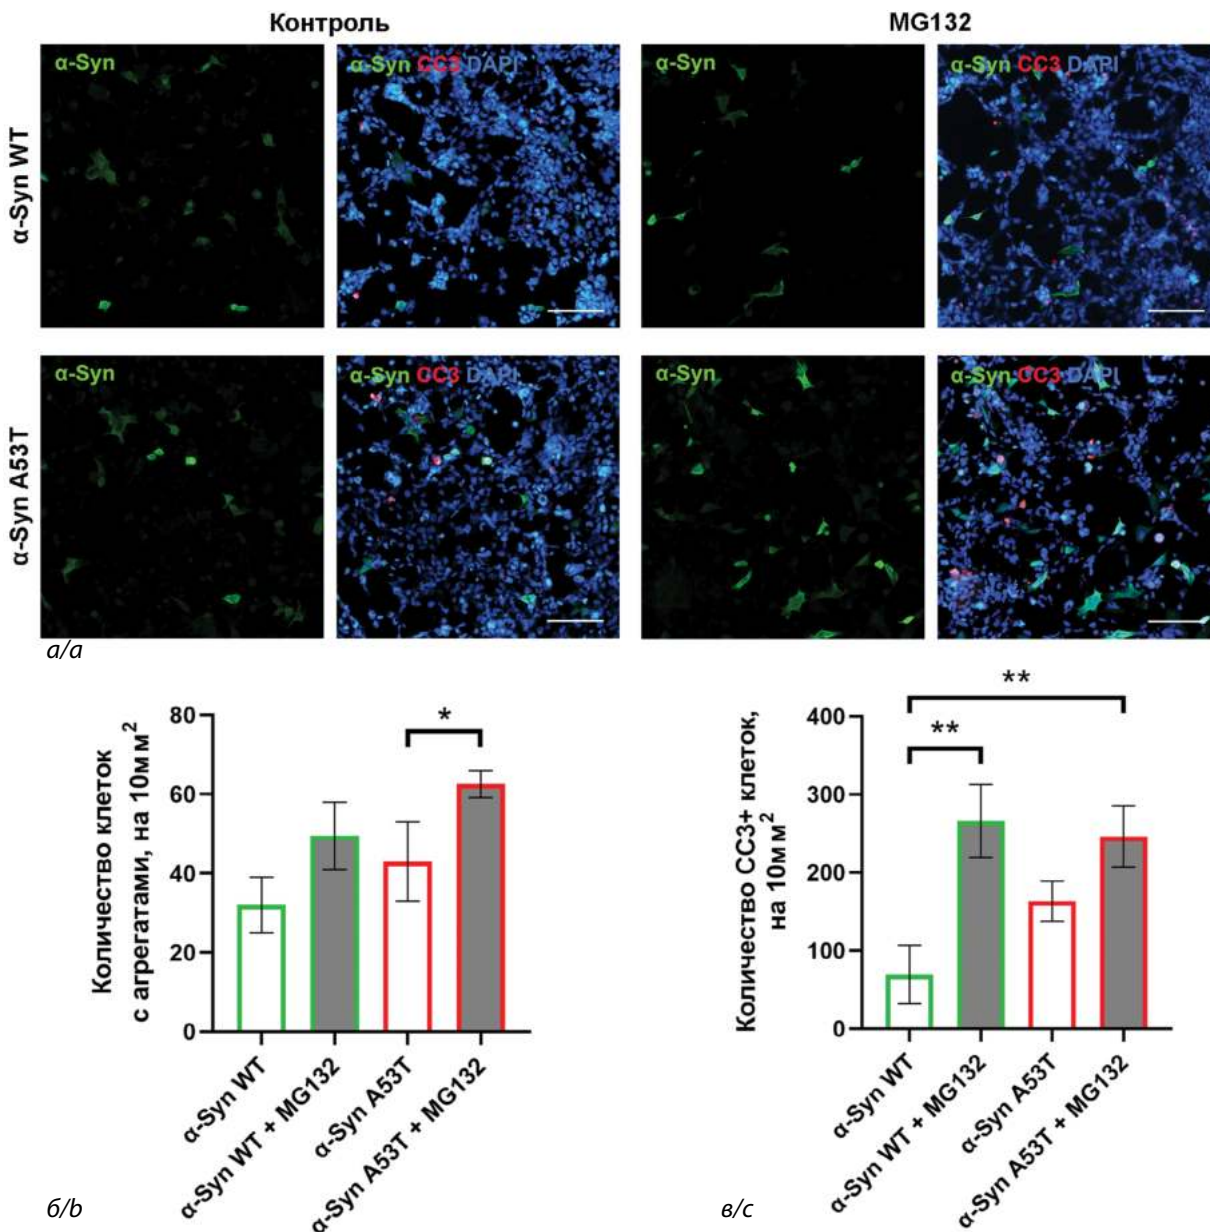 Контроль
MG132
α-Syn WT
α-Syn
α-Syn CC3 DAPI
α-Syn
α-Syn CC3 DAPI
α-Syn A53T
α-Syn
α-Syn CC3 DAPI
α-Syn
α-Syn CC3 DAPI
а/a
Количество клеток
с агрегатами, на 10мм²
80
60
40
20
0
*
α-Syn WT
α-Syn WT + MG132
α-Syn A53T
α-Syn A53T + MG132
б/b
Количество CC3+ клеток,
на 10мм²
400
300
200
100
0
**
**
α-Syn WT
α-Syn WT + MG132
α-Syn A53T
α-Syn A53T + MG132
в/c